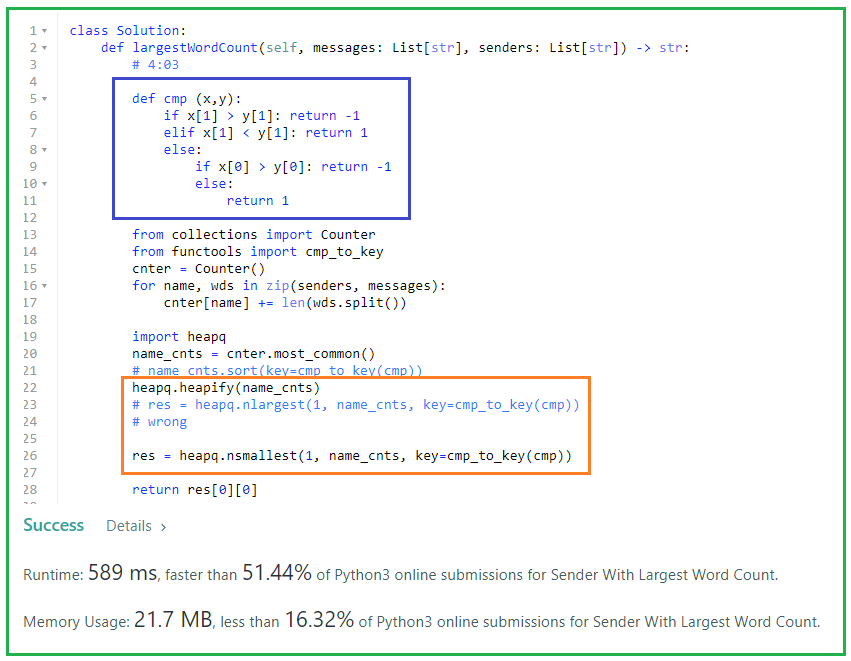 1 class Solution:
2 def largestWordCount(self, messages: List[str], senders: List[str]) -> str:
3 # 4:03
4
5 def cmp (x,y):
6 if x[1] > y[1]: return -1
7 elif x[1] < y[1]: return 1
8 else:
9 if x[0] > y[0]: return -1
10 else:
11 return 1
12
13 from collections import Counter
14 from functools import cmp_to_key
15 cnter = Counter()
16 for name, wds in zip(senders, messages):
17 cnter[name] += len(wds.split())
18
19 import heapq
20 name_cnts = cnter.most_common()
21 # name_cnts.sort(key=cmp_to_key(cmp))
22 heapq.heapify(name_cnts)
23 # res = heapq.nlargest(1, name_cnts, key=cmp_to_key(cmp))
24 # wrong
25
26 res = heapq.nsmallest(1, name_cnts, key=cmp_to_key(cmp))
27
28 return res[0][0]
Success Details >
Runtime: 589 ms, faster than 51.44% of Python3 online submissions for Sender With Largest Word Count.
Memory Usage: 21.7 MB, less than 16.32% of Python3 online submissions for Sender With Largest Word Count.